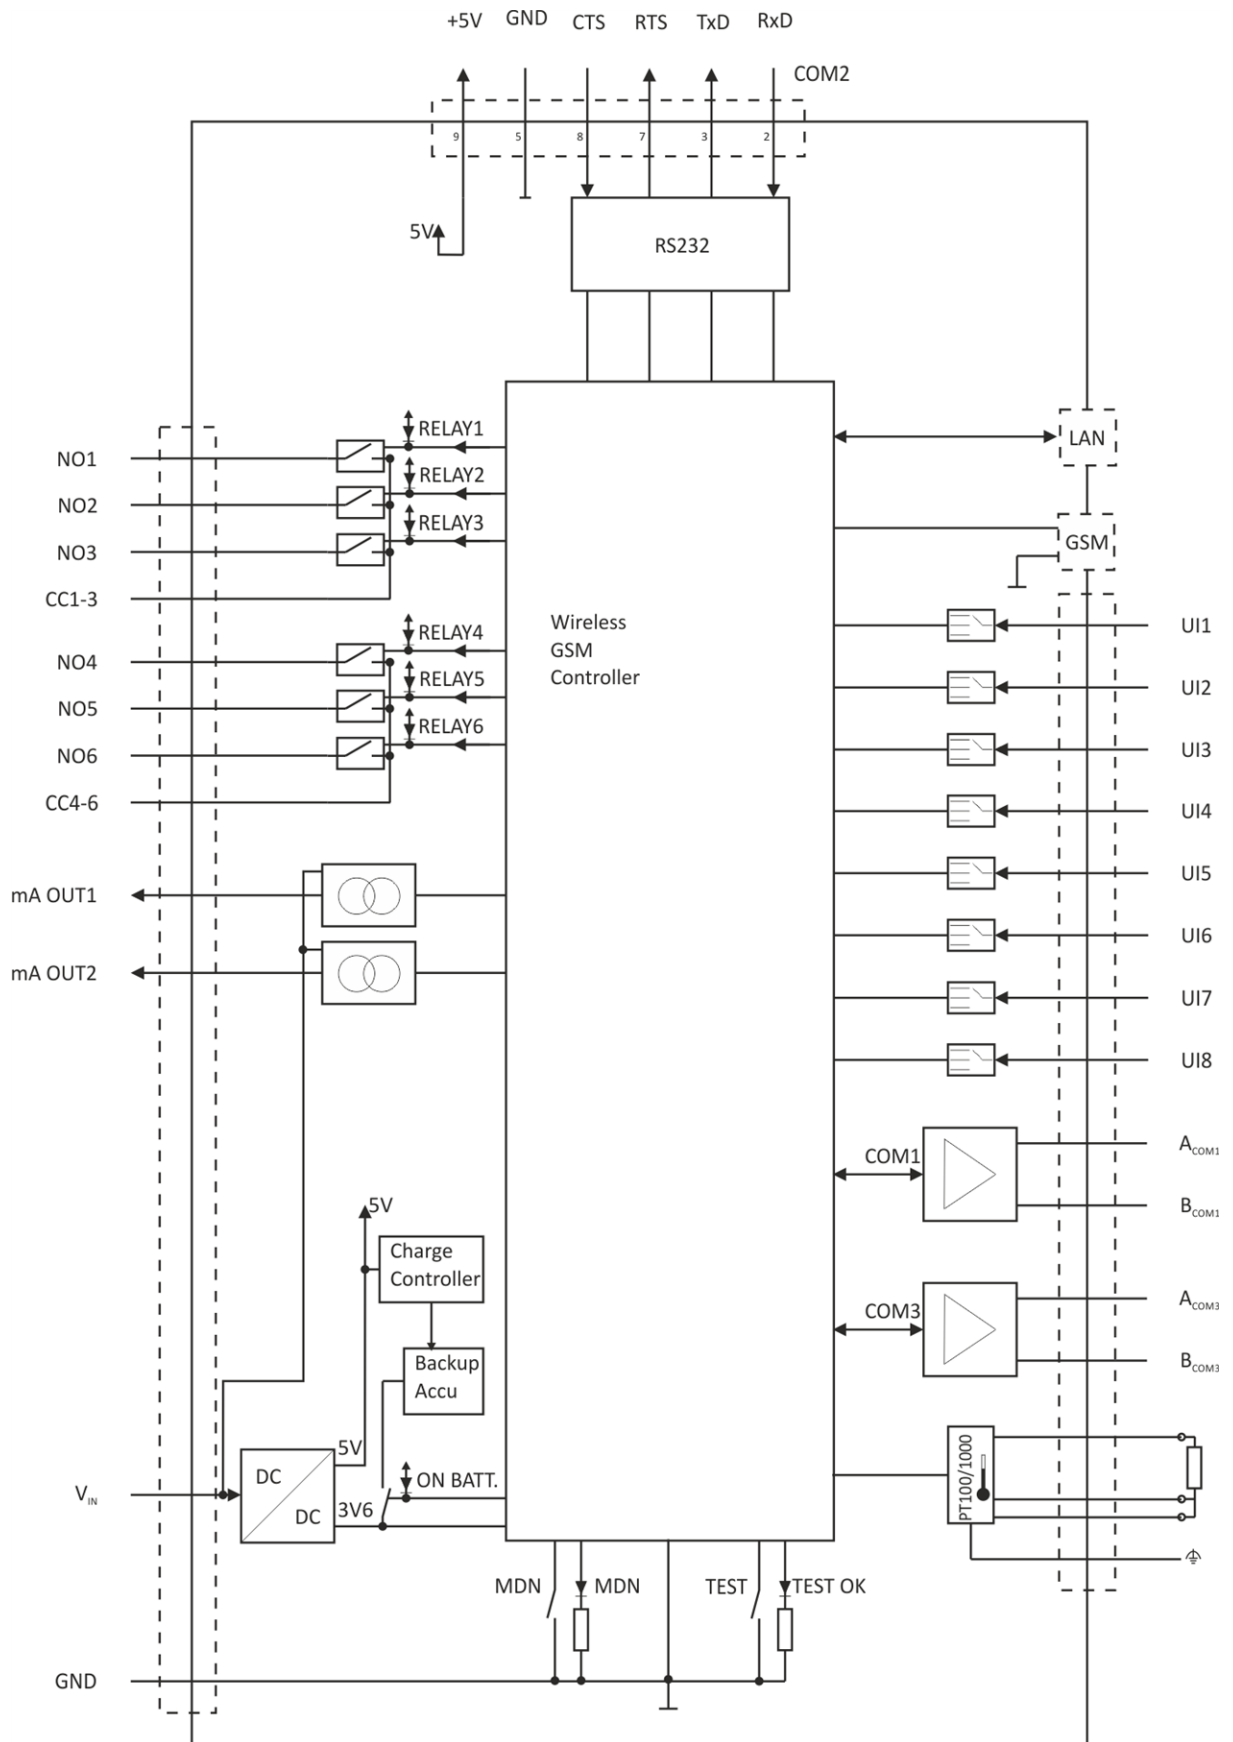 +5V GND CTS RTS TxD RxD
COM2
9 5 8 7 3 2
5V
RS232
RELAY1
LAN
NO1
RELAY2
NO2
RELAY3
GSM
NO3
CC1-3
Wireless
GSM
Controller
UI1
RELAY4
NO4
RELAY5
UI2
NO5
RELAY6
UI3
NO6
CC4-6
UI4
UI5
mA OUT1
UI6
mA OUT2
UI7
UI8
COM1
ACOM1
BCOM1
5V
Charge
Controller
COM3
ACOM3
BCOM3
Backup
Accu
5V
DC
DC
3V6
ON BATT.
VIN
PT100/1000
MDN MDN TEST TEST OK
GND